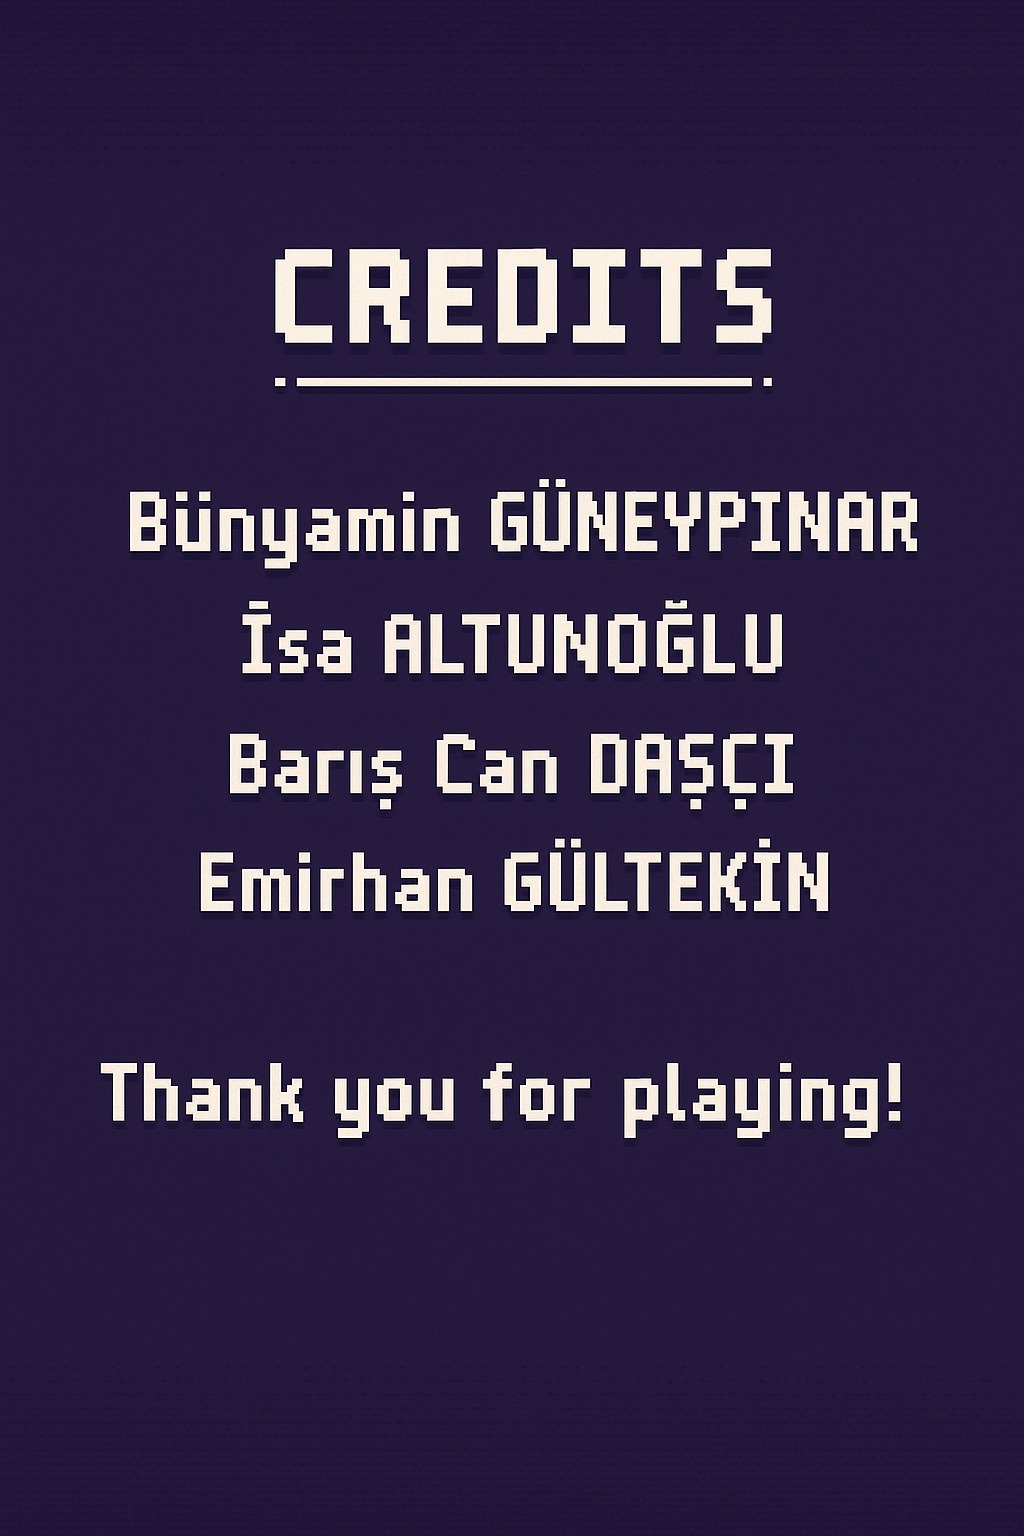 CREDITS
Bünyamin GÜNEYPINAR
İsa ALTUNOĞLU
Barış Can DAŞÇI
Emirhan GÜLTEKİN
Thank you for playing!